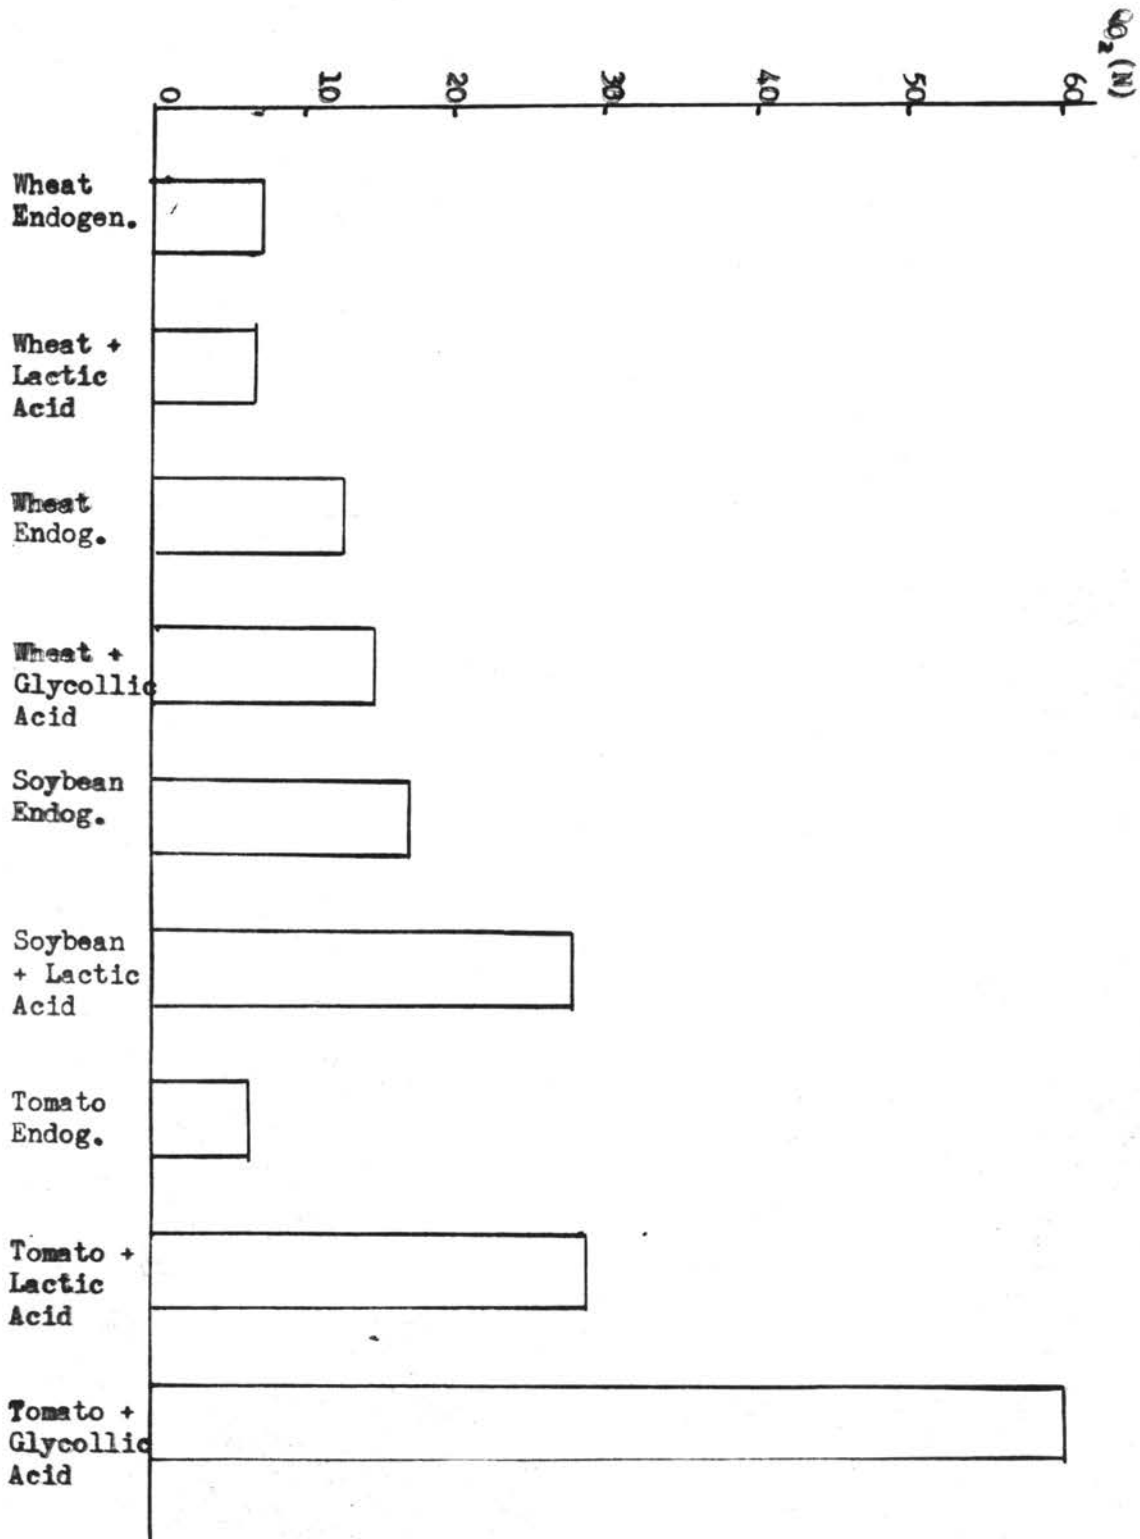 QO₂ (N)
0 10 20 30 40 50 60
Wheat
Endogen.
Wheat +
Lactic
Acid
Wheat
Endog.
Wheat +
Glycollic
Acid
Soybean
Endog.
Soybean
+ Lactic
Acid
Tomato
Endog.
Tomato +
Lactic
Acid
Tomato +
Glycollic
Acid